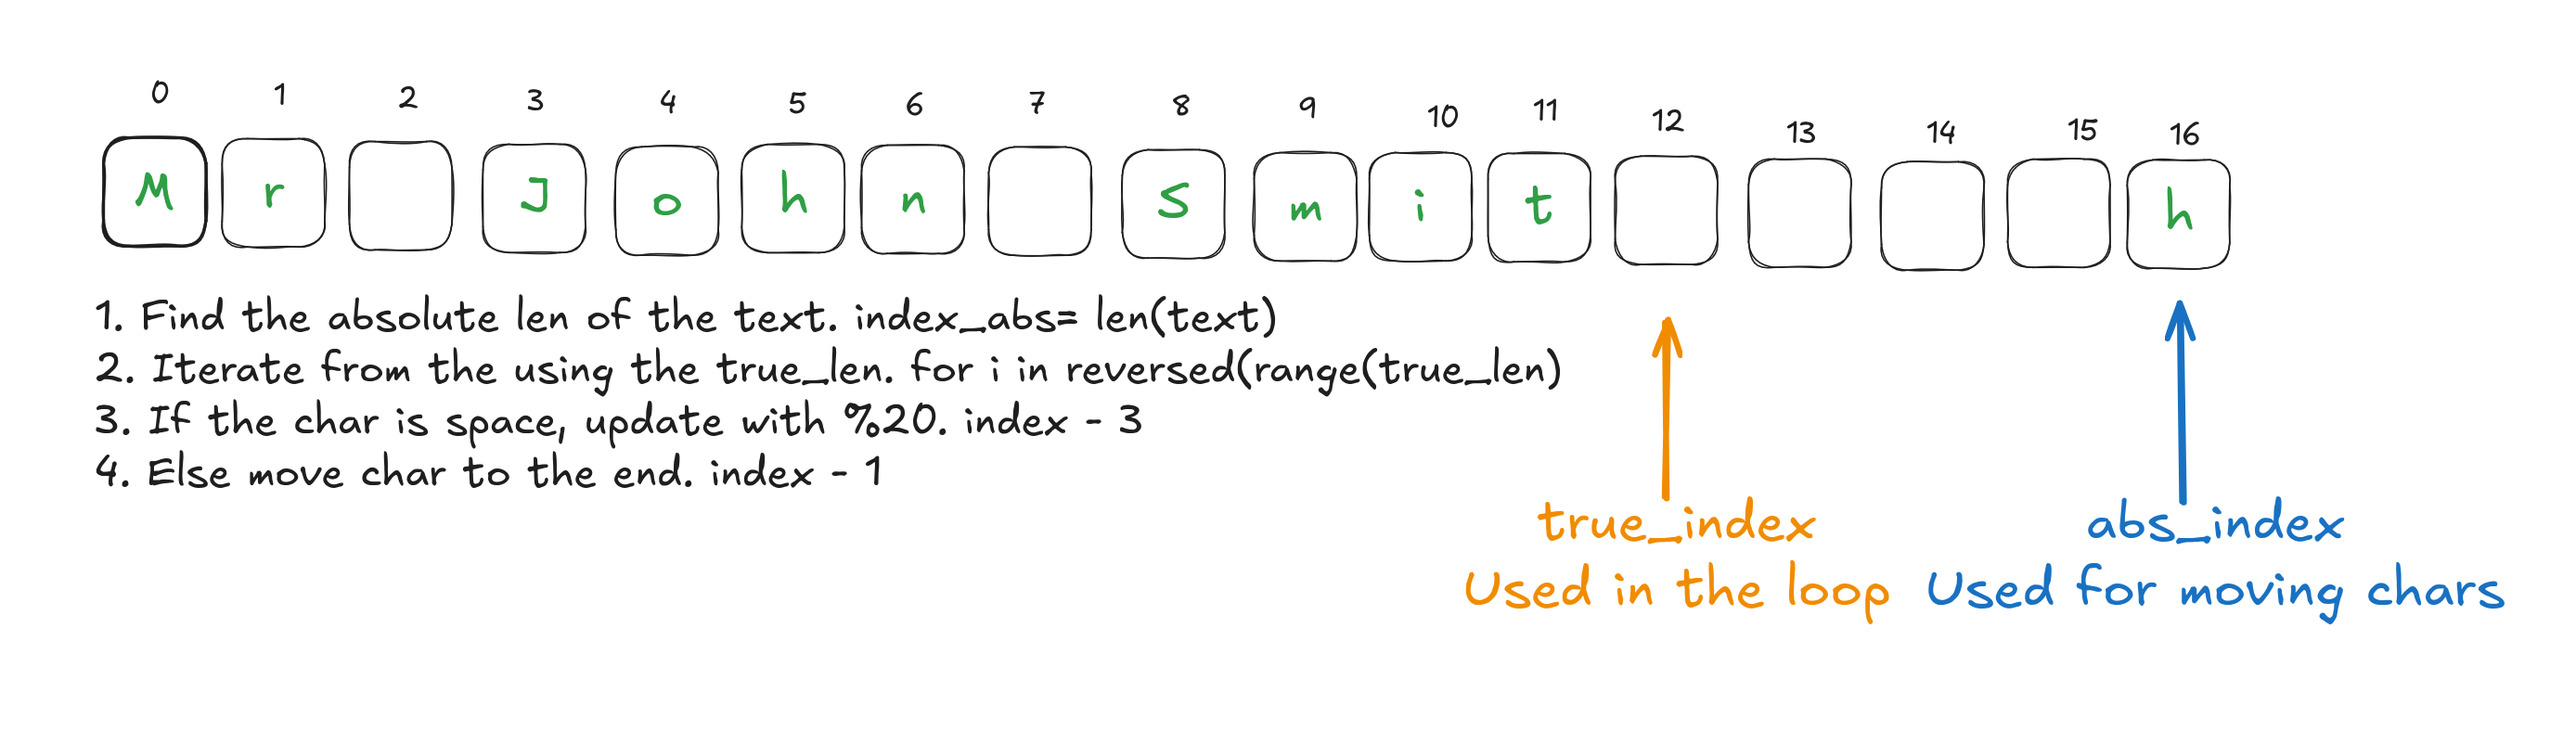 0 1 2 3 4 5 6 7 8 9 10 11 12 13 14 15 16
M r J o h n S m i t h
1. Find the absolute len of the text. index_abs= len(text)
2. Iterate from the using the true_len. for i in reversed(range(true_len)
3. If the char is space, update with %20. index - 3
4. Else move char to the end. index - 1
true_index
Used in the loop
abs_index
Used for moving chars